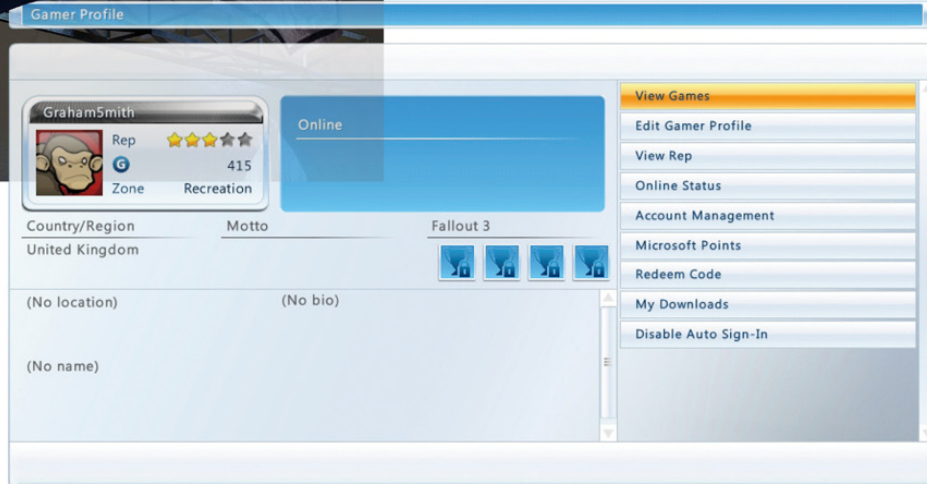 Gamer Profile
Graham5mith
Rep
G
415
Zone Recreation
Online
Country/Region
United Kingdom
Motto
Fallout 3
(No location)
(No bio)
(No name)
View Games
Edit Gamer Profile
View Rep
Online Status
Account Management
Microsoft Points
Redeem Code
My Downloads
Disable Auto Sign-In